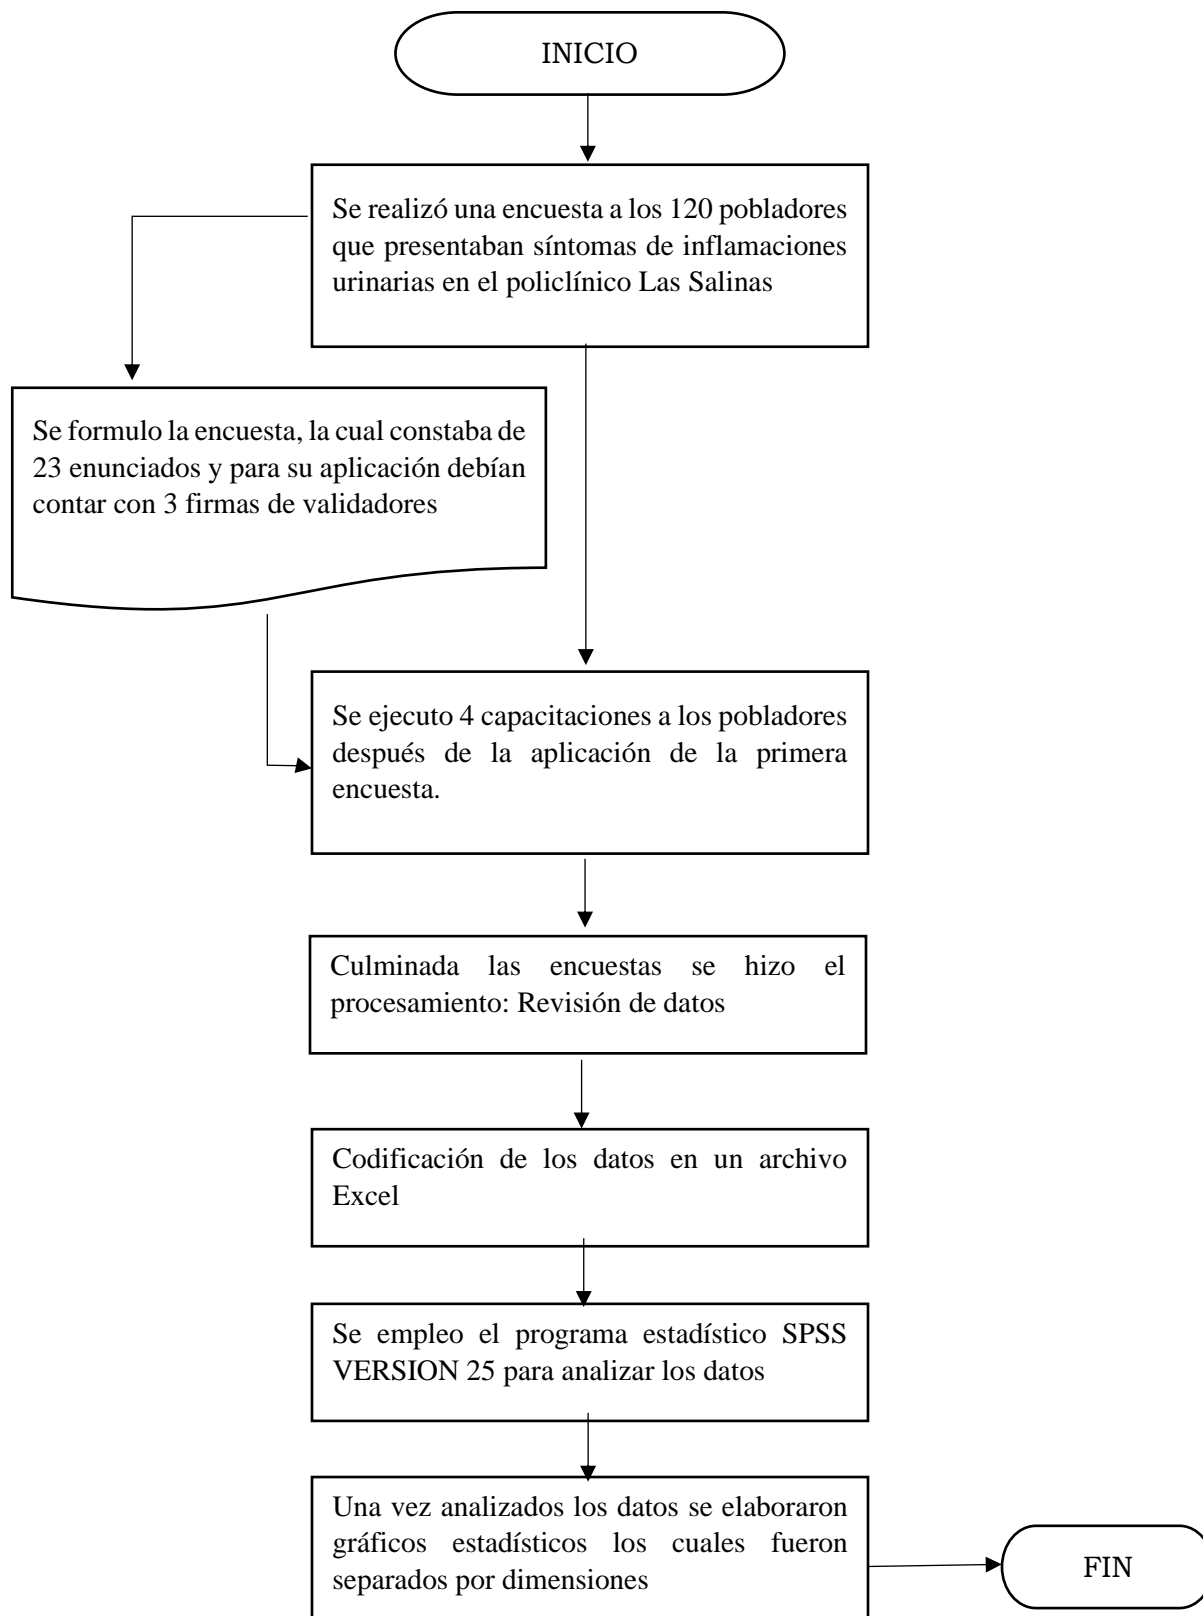 INICIO
Se realizó una encuesta a los 120 pobladores
que presentaban síntomas de inflamaciones
urinarias en el policlínico Las Salinas
Se formulo la encuesta, la cual constaba de
23 enunciados y para su aplicación debían
contar con 3 firmas de validadores
Se ejecuto 4 capacitaciones a los pobladores
después de la aplicación de la primera
encuesta.
Culminada las encuestas se hizo el
procesamiento: Revisión de datos
Codificación de los datos en un archivo
Excel
Se empleo el programa estadístico SPSS
VERSION 25 para analizar los datos
Una vez analizados los datos se elaboraron
gráficos estadísticos los cuales fueron
separados por dimensiones
FIN